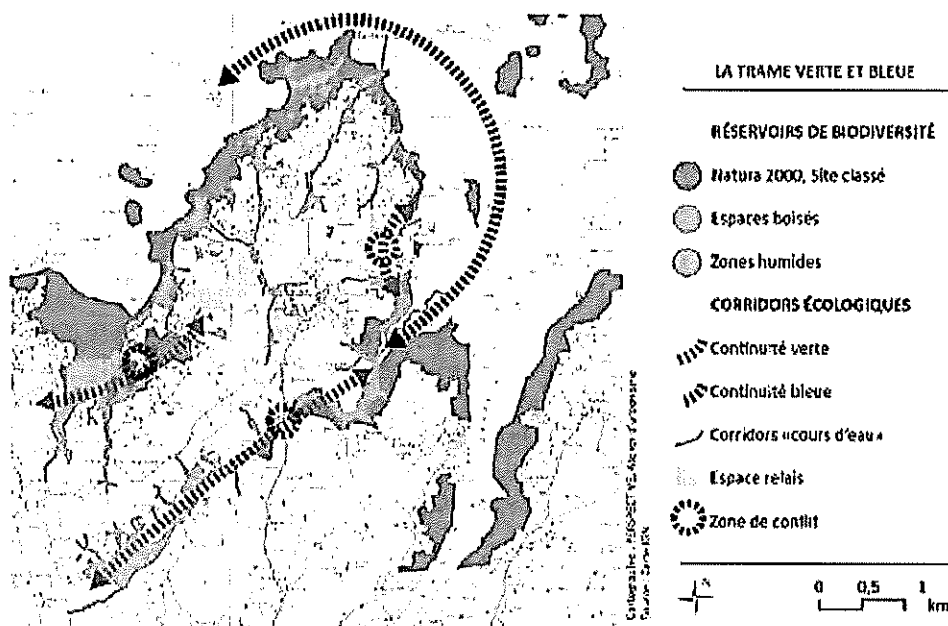 LA TRAME VERTE ET BLEUE
RÉSERVOIRS DE BIODIVERSITÉ
Natura 2000, Site classé
Espaces boisés
Zones humides
CORRIDORS ÉCOLOGIQUES
Continuité verte
Continuité bleue
Corridors «cours d'eau»
Espace relais
Zone de conflit
N
0 0,5 1
km